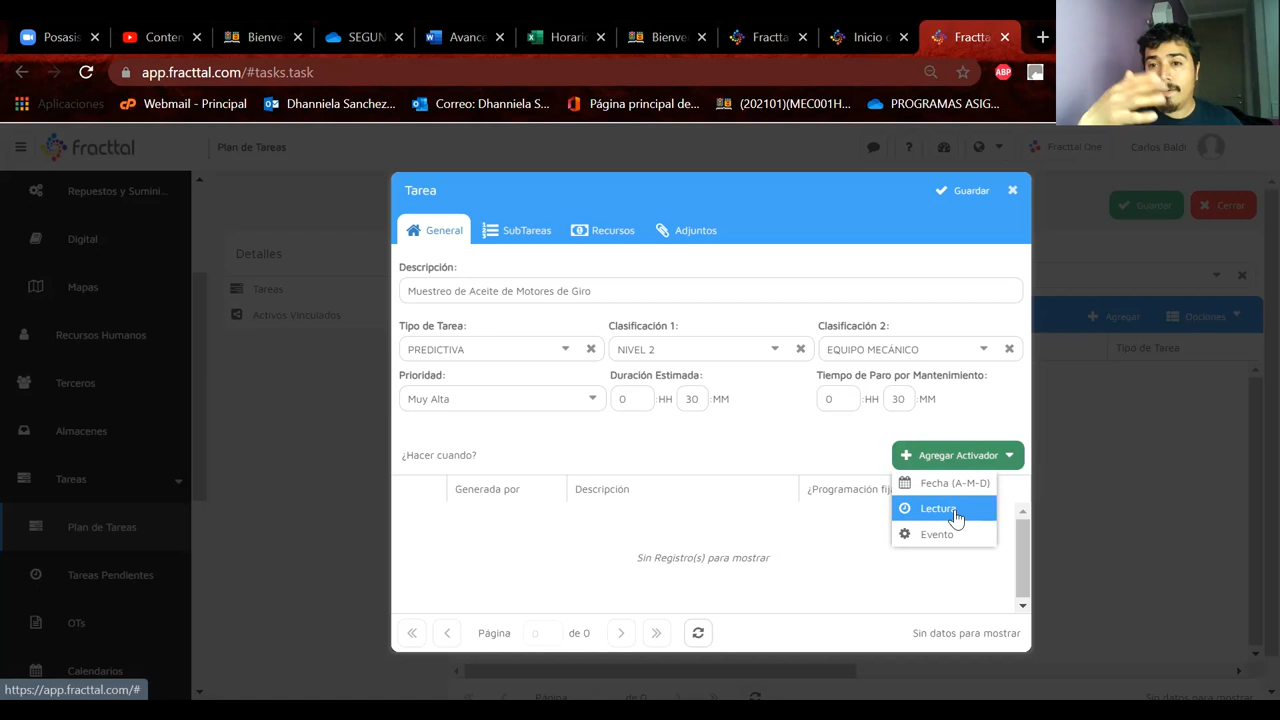 Posasis
Conten
Bienve
SEGUN
Avance
Horario
Bienve
Fractta
Inicio d
Fractta
app.fracttal.com/#tasks.task
ABP
Aplicaciones
Webmail - Principal
Dhanniela Sanchez...
Correo: Dhanniela S...
Página principal de...
(202101)(MEC001H...
PROGRAMAS ASIG...
fracttal
Plan de Tareas
?
Fracttal One
Carlos Baldi
Repuestos y Sumini...
Digital
Mapas
Recursos Humanos
Terceros
Almacenes
Tareas
Plan de Tareas
Tareas Pendientes
OTs
Calendarios
Guardar
Cerrar
Detalles
Tareas
Activos Vinculados
Agregar
Opciones
Tipo de Tarea
Tarea
Guardar
General
SubTareas
Recursos
Adjuntos
Descripción:
Muestreo de Aceite de Motores de Giro
Tipo de Tarea: Clasificación 1: Clasificación 2:
PREDICTIVA NIVEL 2 EQUIPO MECÁNICO
Prioridad: Duración Estimada: Tiempo de Paro por Mantenimiento:
Muy Alta 0 :HH 30 :MM 0 :HH 30 :MM
¿Hacer cuando?
Agregar Activador
Fecha (A-M-D)
Lectura
Evento
Generada por Descripción ¿Programación fij
Sin Registro(s) para mostrar
Página 0 de 0
Sin datos para mostrar
https://app.fracttal.com/#